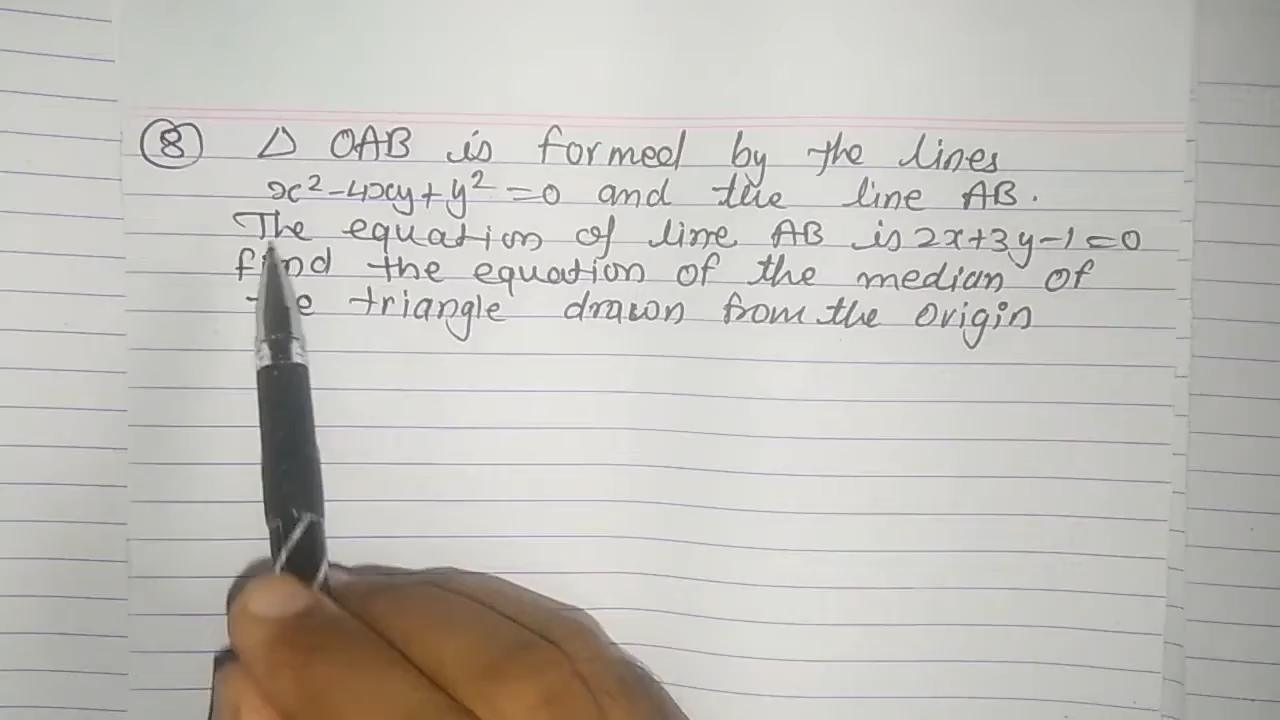 ⑧ △ OAB is formed by the lines
x²-4xy+y²=0 and the line AB.
The equation of line AB is 2x+3y-1=0
find the equation of the median of
the triangle drawn from the origin